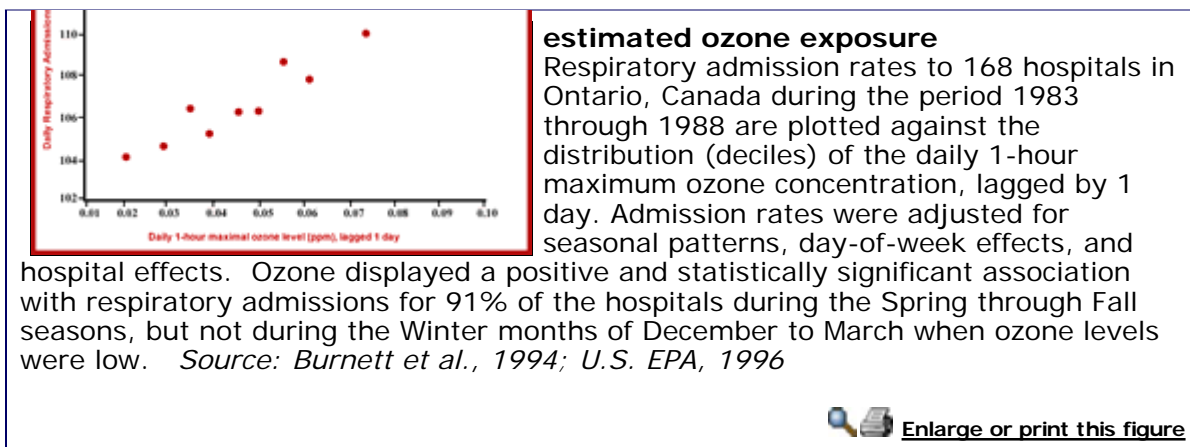 110
108
106
104
102
Daily Respiratory Admissions
0.01 0.02 0.03 0.04 0.05 0.06 0.07 0.08 0.09 0.10
Daily 1-hour maximal ozone level (ppm), lagged 1 day
estimated ozone exposure
Respiratory admission rates to 168 hospitals in
Ontario, Canada during the period 1983
through 1988 are plotted against the
distribution (deciles) of the daily 1-hour
maximum ozone concentration, lagged by 1
day. Admission rates were adjusted for
seasonal patterns, day-of-week effects, and
hospital effects. Ozone displayed a positive and statistically significant association
with respiratory admissions for 91% of the hospitals during the Spring through Fall
seasons, but not during the Winter months of December to March when ozone levels
were low. Source: Burnett et al., 1994; U.S. EPA, 1996
Enlarge or print this figure